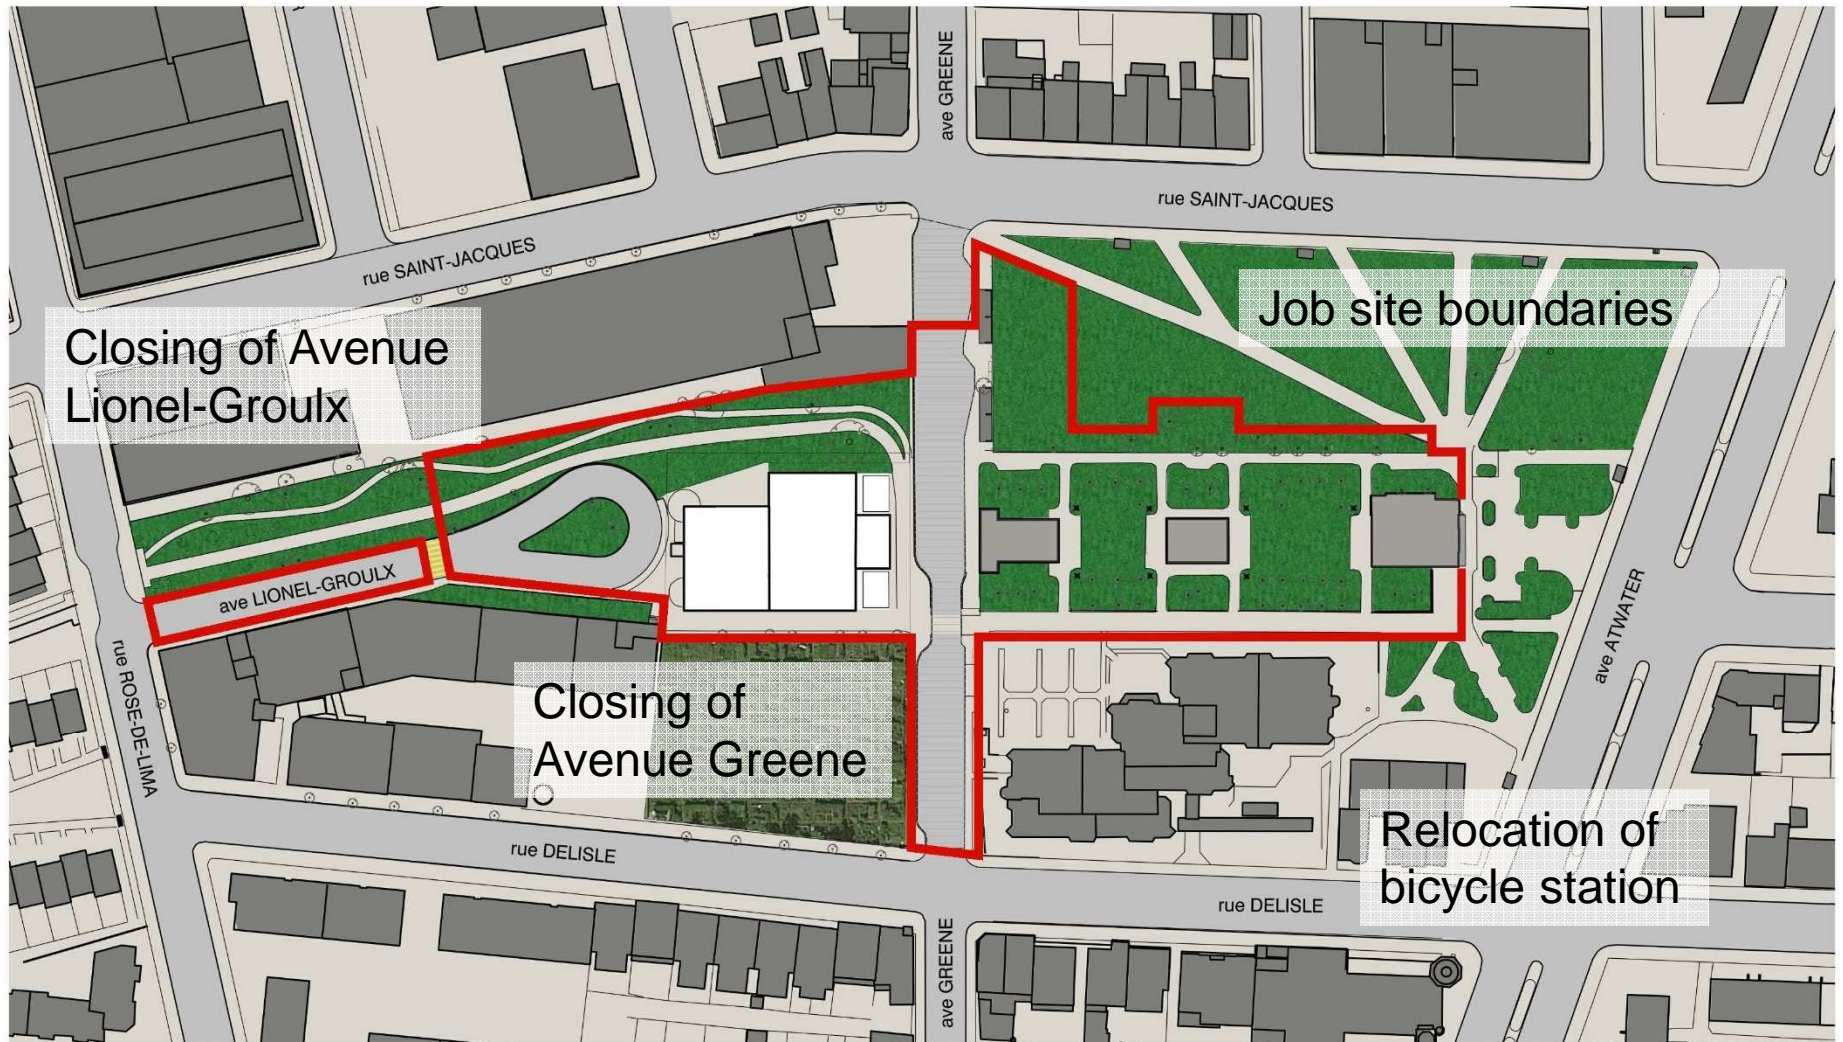 ave GREENE
rue SAINT-JACQUES
rue SAINT-JACQUES
Job site boundaries
Closing of Avenue
Lionel-Groulx
ave LIONEL-GROULX
rue ROSE-DE-LIMA
Closing of
Avenue Greene
ave ATWATER
Relocation of
bicycle station
rue DELISLE
rue DELISLE
ave GREENE